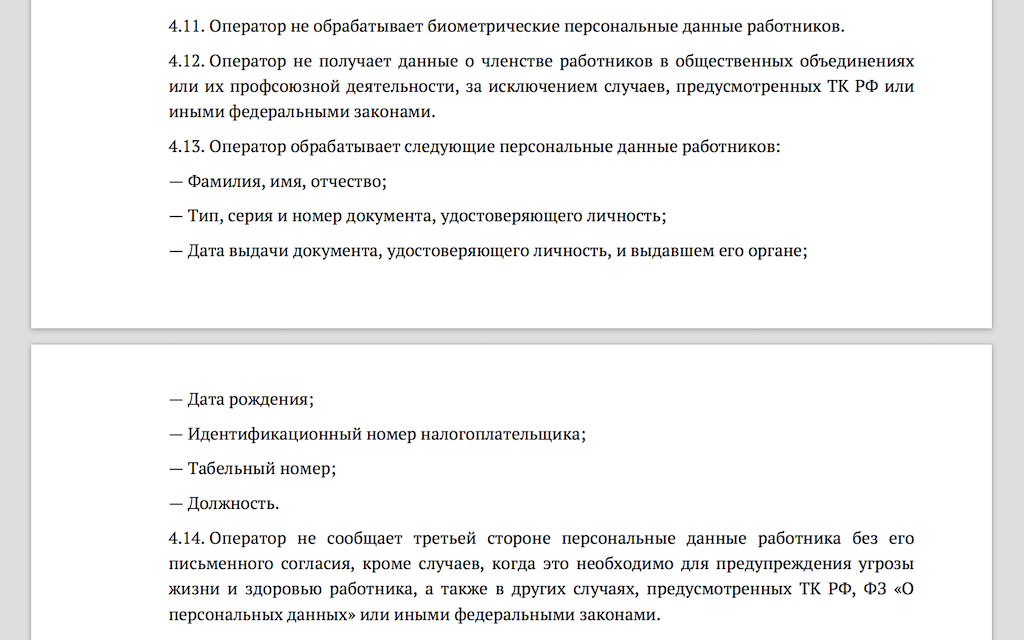 4.11. Оператор не обрабатывает биометрические персональные данные работников.
4.12. Оператор не получает данные о членстве работников в общественных объединениях
или их профсоюзной деятельности, за исключением случаев, предусмотренных ТК РФ или
иными федеральными законами.
4.13. Оператор обрабатывает следующие персональные данные работников:
— Фамилия, имя, отчество;
— Тип, серия и номер документа, удостоверяющего личность;
— Дата выдачи документа, удостоверяющего личность, и выдавшем его органе;
— Дата рождения;
— Идентификационный номер налогоплательщика;
— Табельный номер;
— Должность.
4.14. Оператор не сообщает третьей стороне персональные данные работника без его
письменного согласия, кроме случаев, когда это необходимо для предупреждения угрозы
жизни и здоровью работника, а также в других случаях, предусмотренных ТК РФ, ФЗ «О
персональных данных» или иными федеральными законами.